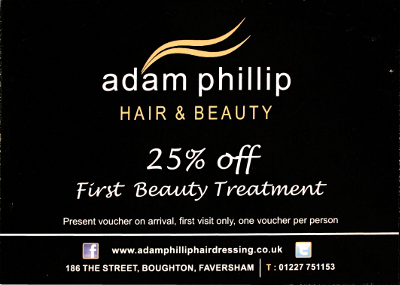 adam phillip
HAIR & BEAUTY
25% off
First Beauty Treatment
Present voucher on arrival, first visit only, one voucher per person
f www.adamphilliphairdressing.co.uk t
186 THE STREET, BOUGHTON, FAVERSHAM | T : 01227 751153